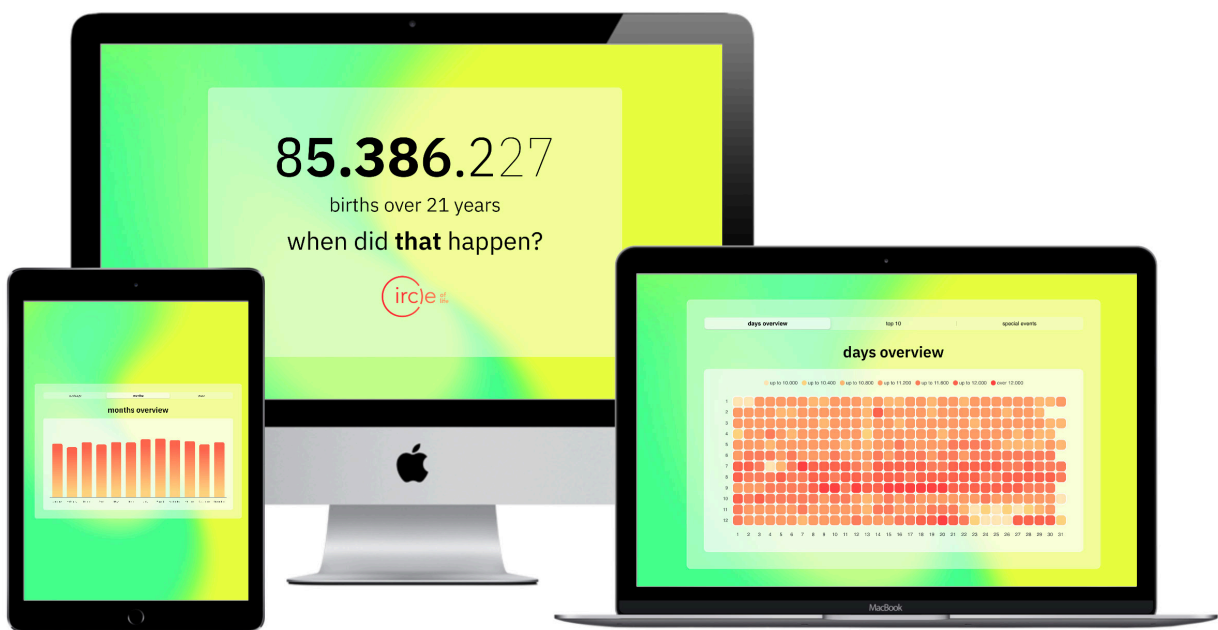 85.386.227
births over 21 years
when did that happen?
circle of life
months overview
days overview
top 10
special events
days overview
up to 10.000 up to 10.400 up to 10.800 up to 11.200 up to 11.600 up to 12.000 over 12.000
1
2
3
4
5
6
7
8
9
10
11
12
1 2 3 4 5 6 7 8 9 10 11 12 13 14 15 16 17 18 19 20 21 22 23 24 25 26 27 28 29 30 31
MacBook